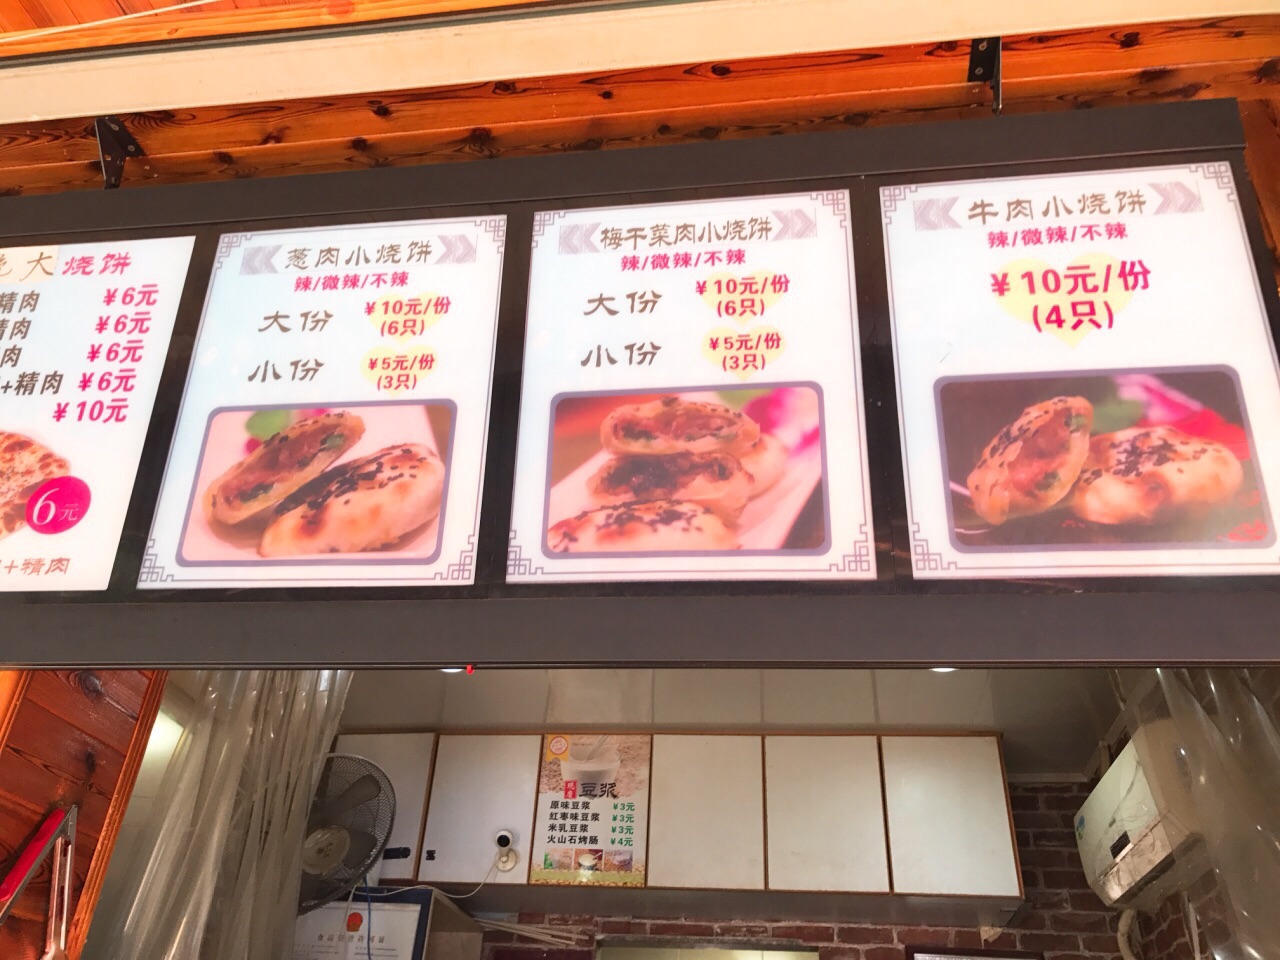 大烧饼
精肉 ¥6元
精肉 ¥6元
肉 ¥6元
+精肉 ¥6元
¥10元
6元
+精肉
葱肉小烧饼
辣/微辣/不辣
大份 ¥10元/份
(6只)
小份 ¥5元/份
(3只)
梅干菜肉小烧饼
辣/微辣/不辣
大份 ¥10元/份
(6只)
小份 ¥5元/份
(3只)
牛肉小烧饼
辣/微辣/不辣
¥10元/份
(4只)
豆浆
原味豆浆 ¥3元
红枣味豆浆 ¥3元
米乳豆浆 ¥3元
火山石烤肠 ¥4元